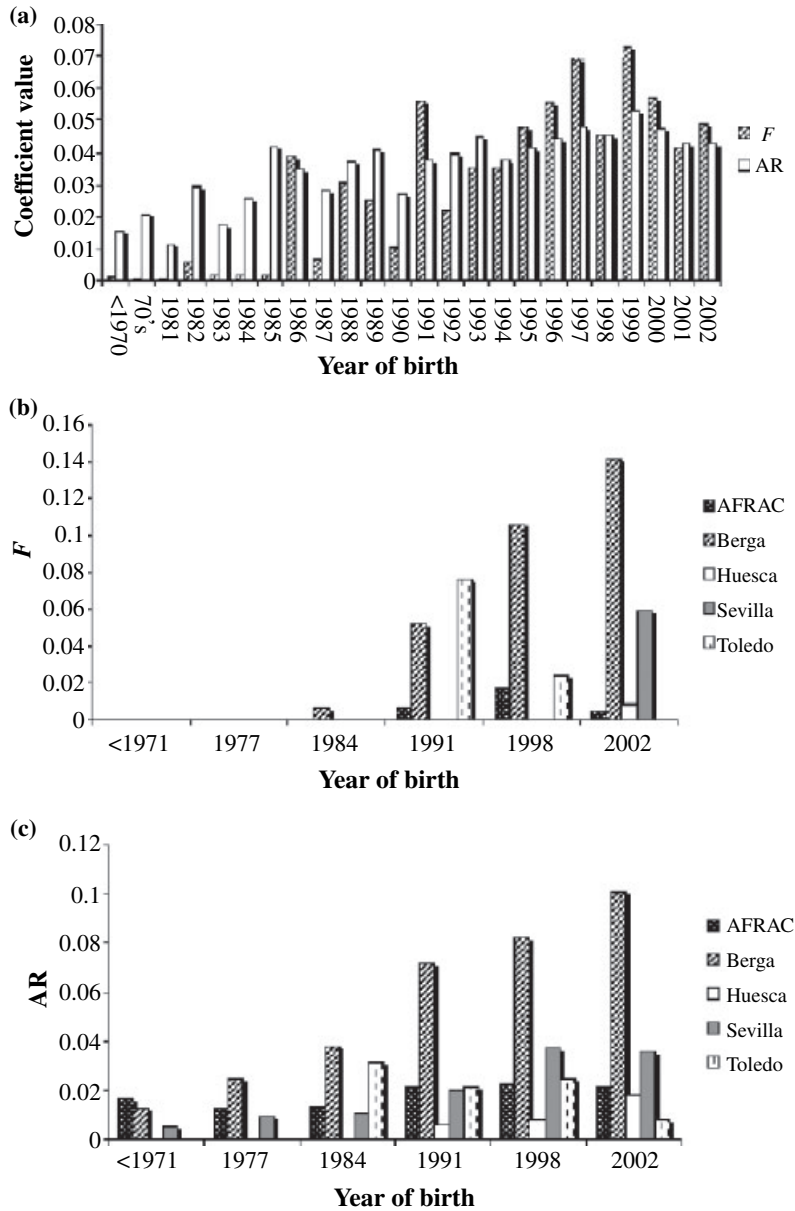 (a)
0.08
0.07
0.06
0.05
0.04
0.03
0.02
0.01
0
Coefficient value
F
AR
<1970
70's
1981
1982
1983
1984
1985
1986
1987
1988
1989
1990
1991
1992
1993
1994
1995
1996
1997
1998
1999
2000
2001
2002
Year of birth
(b)
0.16
0.14
0.12
0.1
0.08
0.06
0.04
0.02
0
F
AFRAC
Berga
Huesca
Sevilla
Toledo
<1971 1977 1984 1991 1998 2002
Year of birth
(c)
0.12
0.1
0.08
0.06
0.04
0.02
0
AR
AFRAC
Berga
Huesca
Sevilla
Toledo
<1971 1977 1984 1991 1998 2002
Year of birth